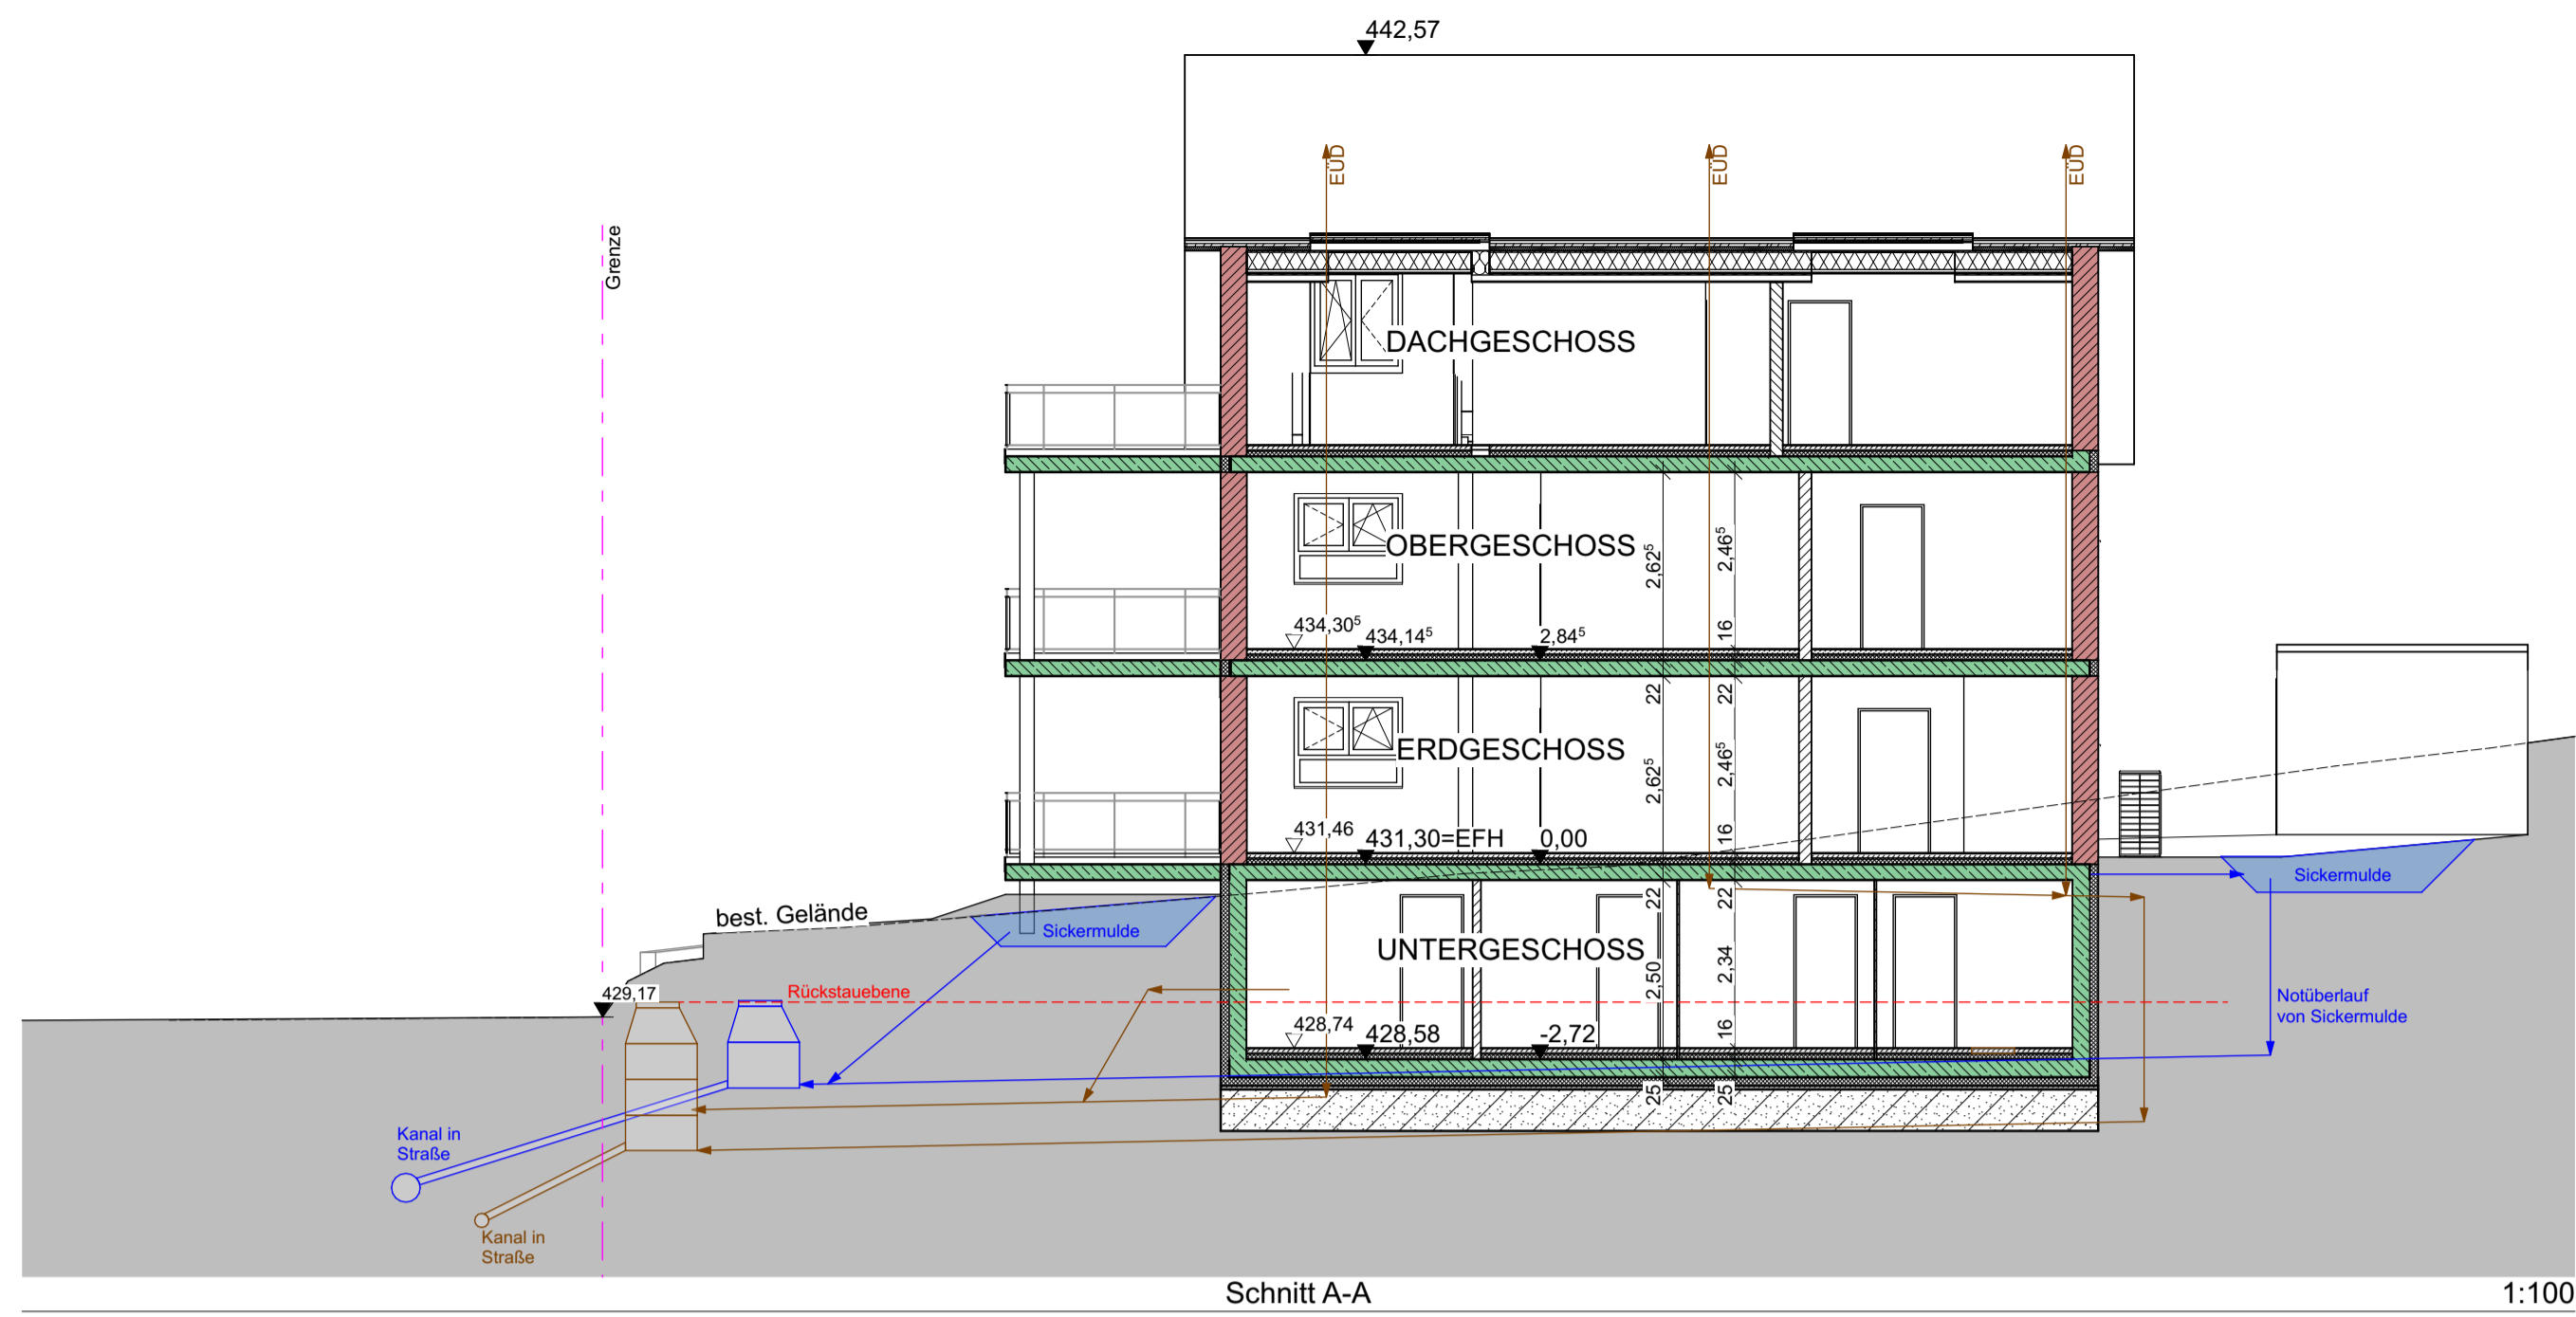 442,57
EÜD
EÜD
EÜD
Grenze
DACHGESCHOSS
OBERGESCHOSS
2,62⁵
2,46⁵
434,30⁵
434,14⁵
2,84⁵
16
22
22
ERDGESCHOSS
2,62⁵
2,46⁵
431,46
431,30=EFH
0,00
16
Sickermulde
22
22
best. Gelände
Sickermulde
UNTERGESCHOSS
2,50
2,34
429,17
Rückstauebene
Notüberlauf
von Sickermulde
428,74
428,58
-2,72
16
25
25
Kanal in
Straße
Kanal in
Straße
Schnitt A-A
1:100